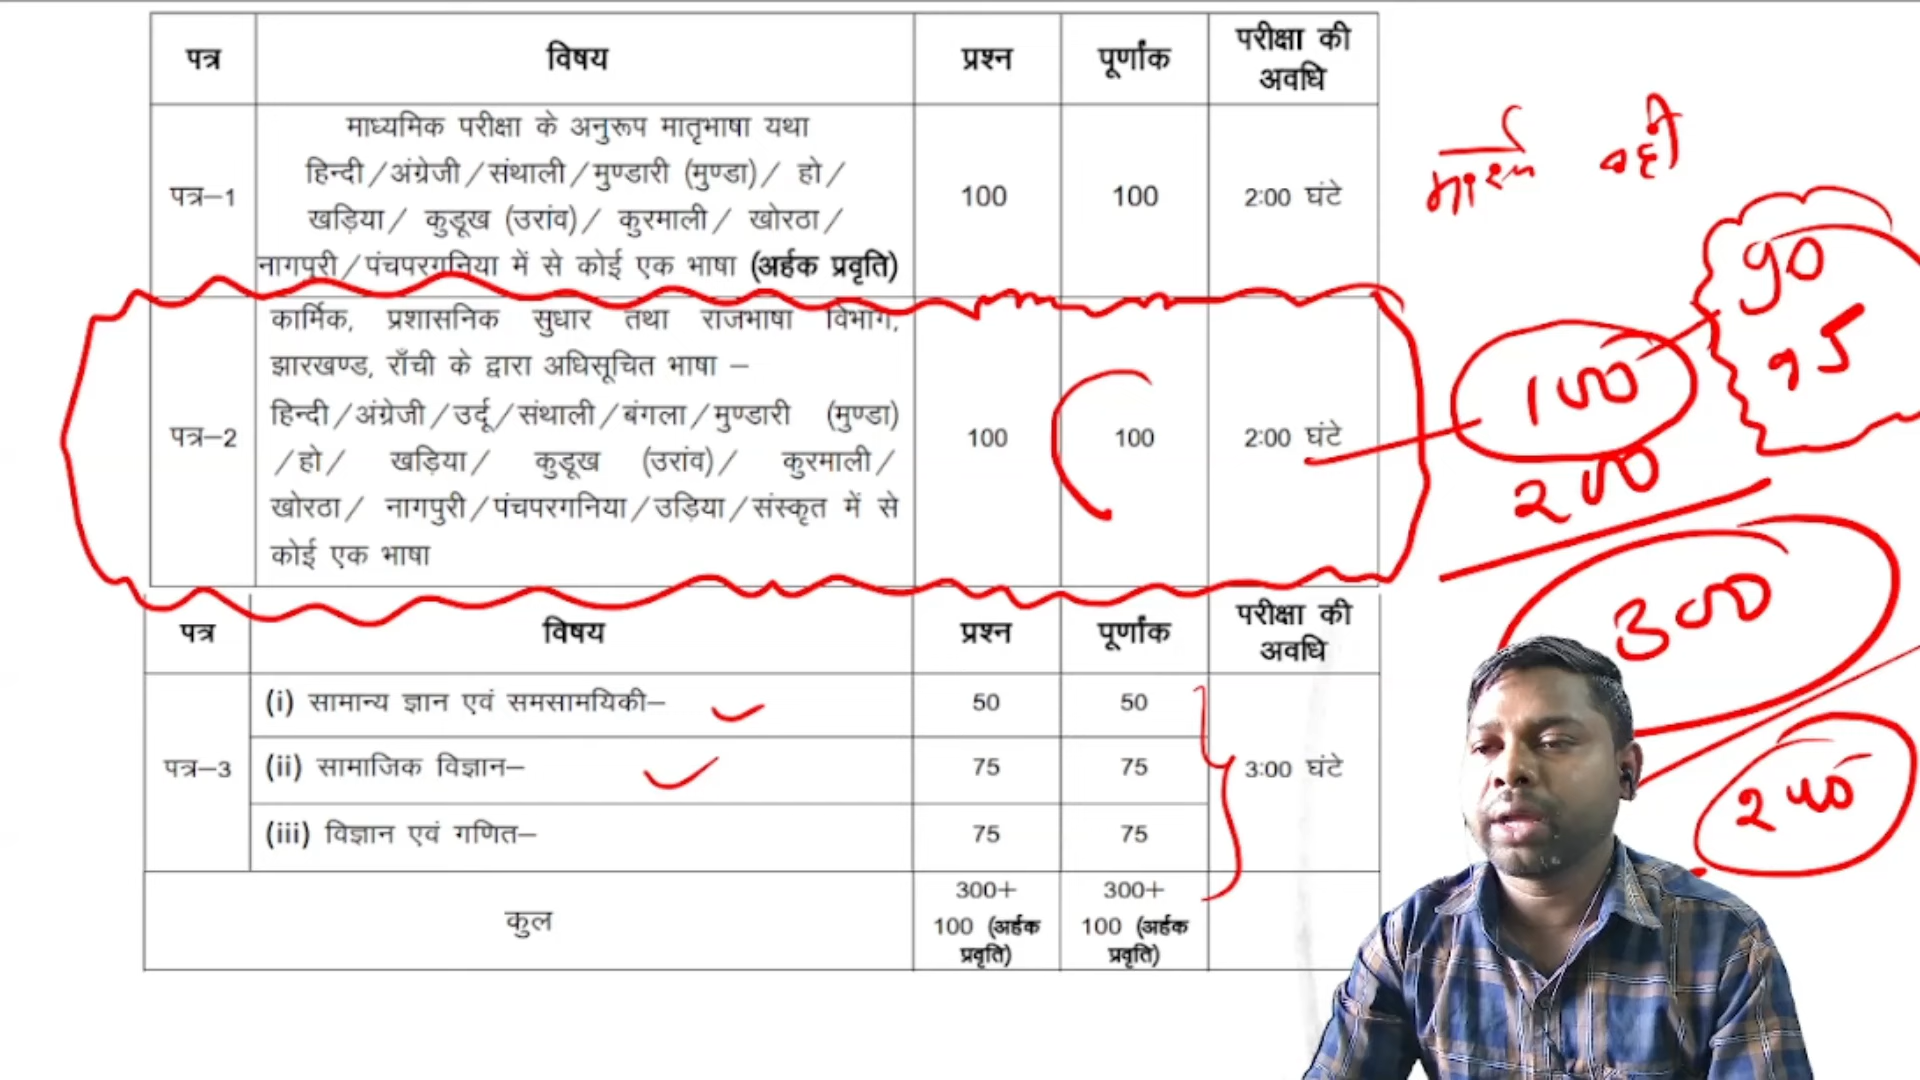 पत्र विषय प्रश्न पूर्णांक परीक्षा की अवधि
माध्यमिक परीक्षा के अनुरूप मातृभाषा यथा
हिन्दी/अंग्रेजी/संथाली/मुण्डारी (मुण्डा)/ हो/
पत्र–1 100 100 2:00 घंटे
खड़िया/ कुडूख (उरांव)/ कुरमाली/ खोरठा/
नागपुरी/पंचपरगनिया में से कोई एक भाषा (अर्हक प्रवृति)
कार्मिक, प्रशासनिक सुधार तथा राजभाषा विभाग,
झारखण्ड, राँची के द्वारा अधिसूचित भाषा –
हिन्दी/अंग्रेजी/उर्दू/संथाली/बंगला/मुण्डारी (मुण्डा)
पत्र–2 100 100 2:00 घंटे
/हो/ खड़िया/ कुडूख (उरांव)/ कुरमाली/
खोरठा/ नागपुरी/पंचपरगनिया/उड़िया/संस्कृत में से
कोई एक भाषा
पत्र विषय प्रश्न पूर्णांक परीक्षा की अवधि
(i) सामान्य ज्ञान एवं समसामयिकी– 50 50
पत्र–3 (ii) सामाजिक विज्ञान– 75 75 3:00 घंटे
(iii) विज्ञान एवं गणित– 75 75
कुल 300+ 300+
100 (अर्हक 100 (अर्हक
प्रवृति) प्रवृति)
90
95
100
200
300
240